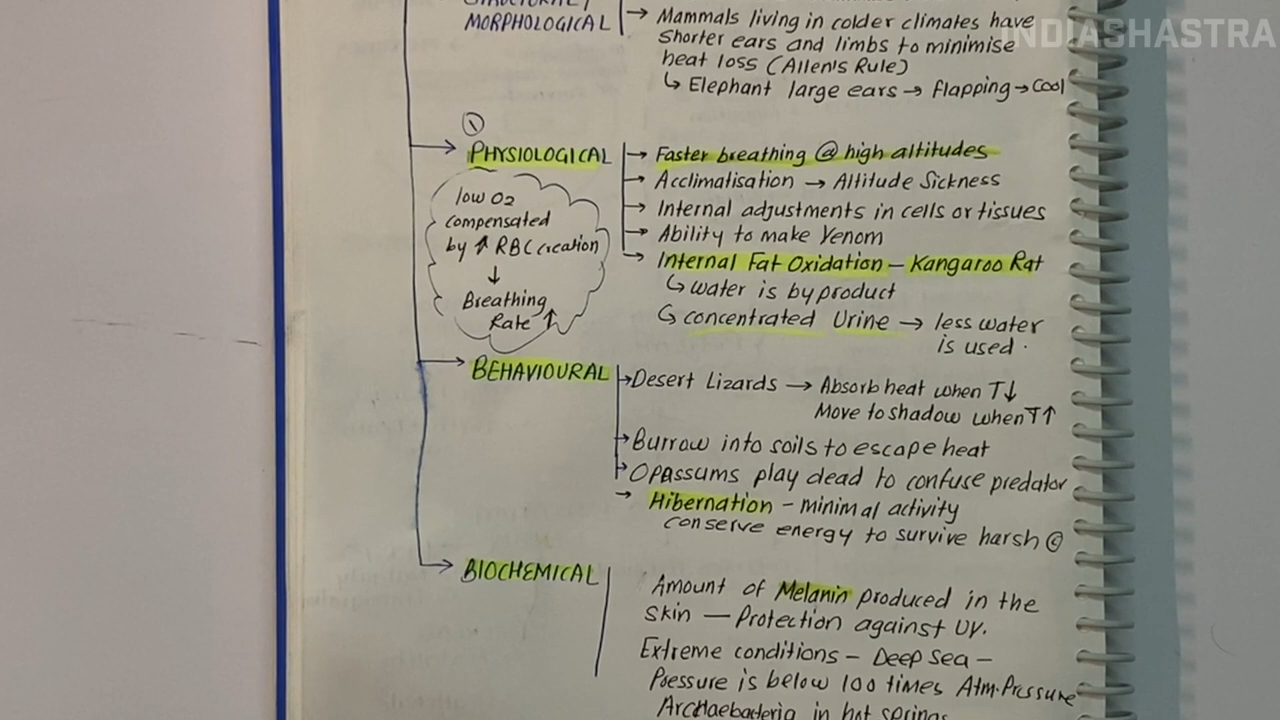 MORPHOLOGICAL
→ Mammals living in colder climates have
shorter ears and limbs to minimise
heat loss (Allen's Rule)
↳ Elephant large ears → flapping → Cool
INDIASHASTRA
①
PHYSIOLOGICAL
low O2
compensated
by ↑ RBC creation
↓
Breathing
Rate ↑
→ Faster breathing @ high altitudes
→ Acclimatisation → Altitude Sickness
→ Internal adjustments in cells or tissues
→ Ability to make Venom
→ Internal Fat Oxidation – Kangaroo Rat
↳ water is by product
↳ concentrated Urine → less water
is used.
BEHAVIOURAL
→ Desert Lizards → Absorb heat when T↓
Move to shadow when T↑
→ Burrow into soils to escape heat
→ Opassums play dead to confuse predator
→ Hibernation – minimal activity
conserve energy to survive harsh ©
BIOCHEMICAL
Amount of Melanin produced in the
skin — Protection against UV.
Extreme conditions – Deep sea –
Pressure is below 100 times Atm. Pressure
Archaebacteria in hot springs